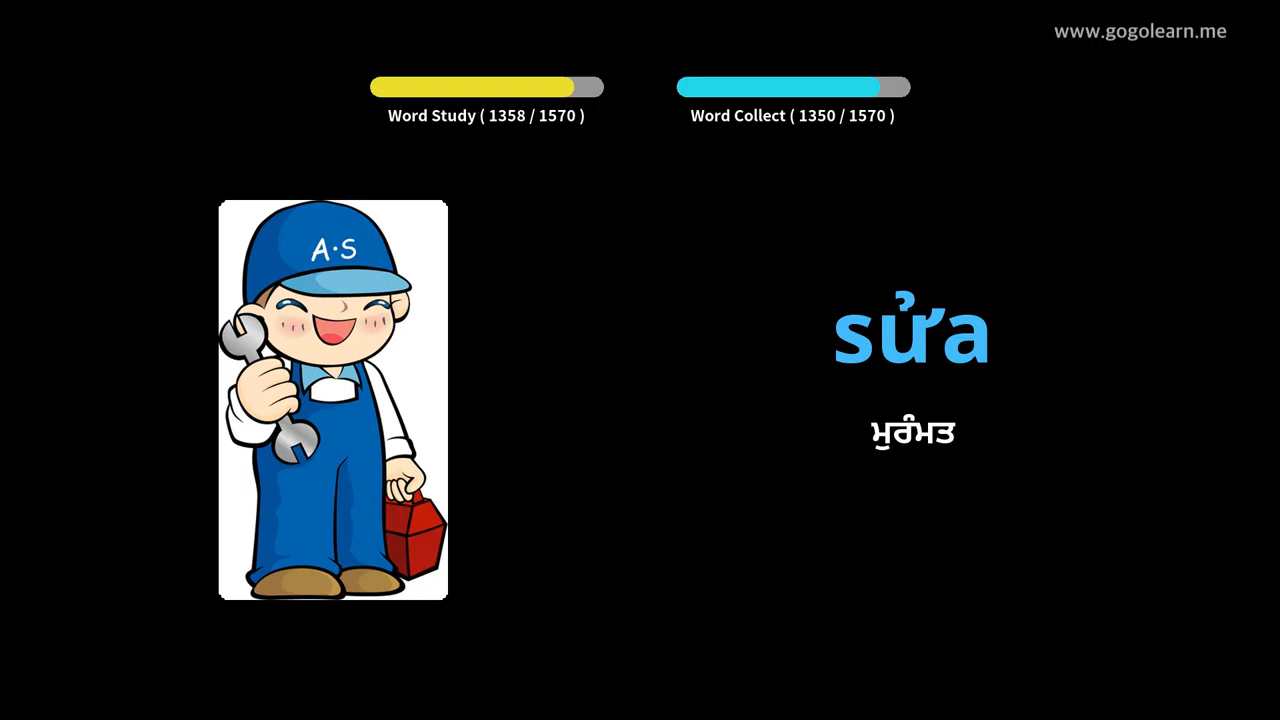 www.gogolearn.me
Word Study ( 1358 / 1570 )
Word Collect ( 1350 / 1570 )
A·S
sửa
ਮੁਰੰਮਤ